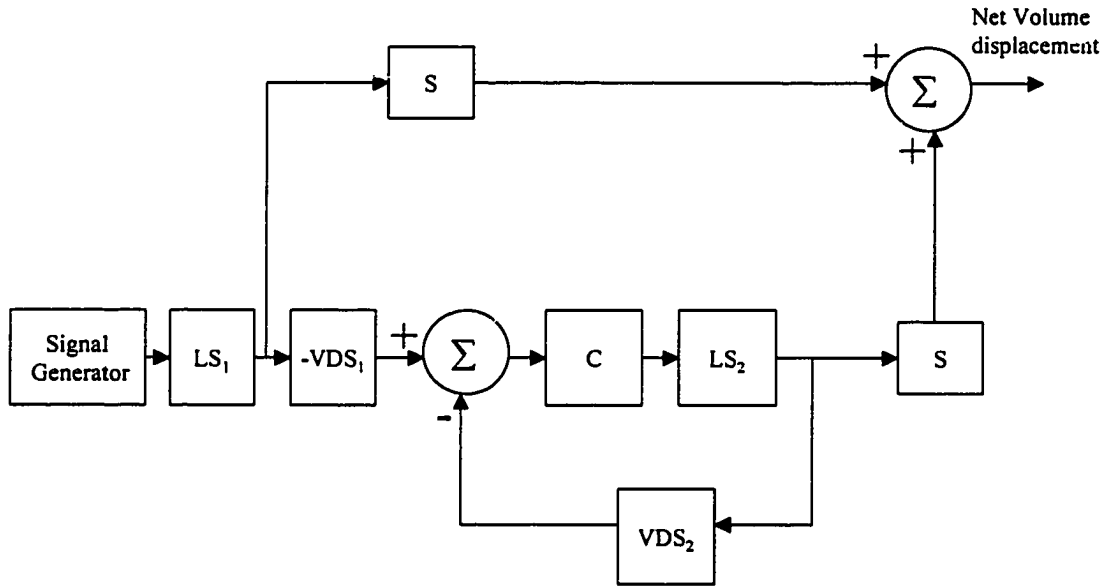 Net Volume
displacement
S
+
Σ
+
Signal
Generator
LS₁
-VDS₁
+
Σ
C
LS₂
S
-
VDS₂